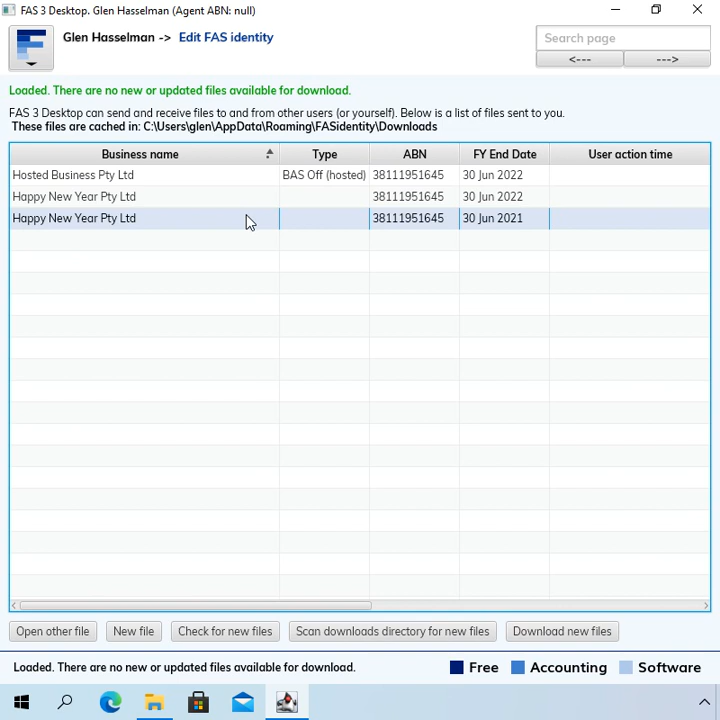 FAS 3 Desktop. Glen Hasselman (Agent ABN: null)
Glen Hasselman -> Edit FAS identity
Search page
<--- --->
Loaded. There are no new or updated files available for download.
FAS 3 Desktop can send and receive files to and from other users (or yourself). Below is a list of files sent to you.
These files are cached in: C:\Users\glen\AppData\Roaming\FASidentity\Downloads
Business name Type ABN FY End Date User action time
Hosted Business Pty Ltd BAS Off (hosted) 38111951645 30 Jun 2022
Happy New Year Pty Ltd 38111951645 30 Jun 2022
Happy New Year Pty Ltd 38111951645 30 Jun 2021
Open other file New file Check for new files Scan downloads directory for new files Download new files
Loaded. There are no new or updated files available for download. Free Accounting Software